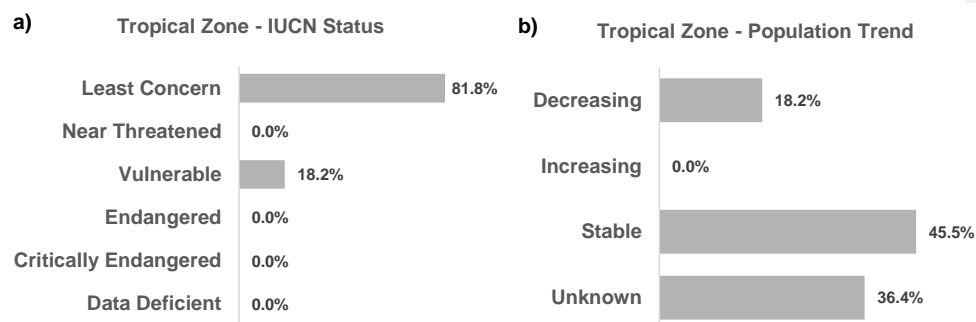 a) Tropical Zone - IUCN Status
Least Concern 81.8%
Near Threatened 0.0%
Vulnerable 18.2%
Endangered 0.0%
Critically Endangered 0.0%
Data Deficient 0.0%
b) Tropical Zone - Population Trend
Decreasing 18.2%
Increasing 0.0%
Stable 45.5%
Unknown 36.4%